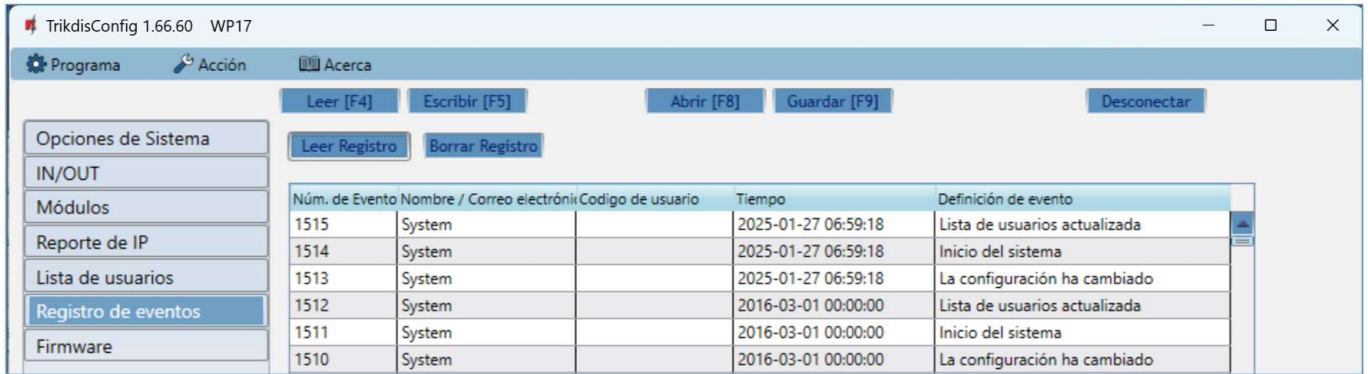 TrikdisConfig 1.66.60 WP17
Programa Acción Acerca
Leer [F4] Escribir [F5] Abrir [F8] Guardar [F9] Desconectar
Opciones de Sistema
IN/OUT
Módulos
Reporte de IP
Lista de usuarios
Registro de eventos
Firmware
Leer Registro Borrar Registro
Núm. de Evento Nombre / Correo electróni Codigo de usuario Tiempo Definición de evento
1515 System 2025-01-27 06:59:18 Lista de usuarios actualizada
1514 System 2025-01-27 06:59:18 Inicio del sistema
1513 System 2025-01-27 06:59:18 La configuración ha cambiado
1512 System 2016-03-01 00:00:00 Lista de usuarios actualizada
1511 System 2016-03-01 00:00:00 Inicio del sistema
1510 System 2016-03-01 00:00:00 La configuración ha cambiado